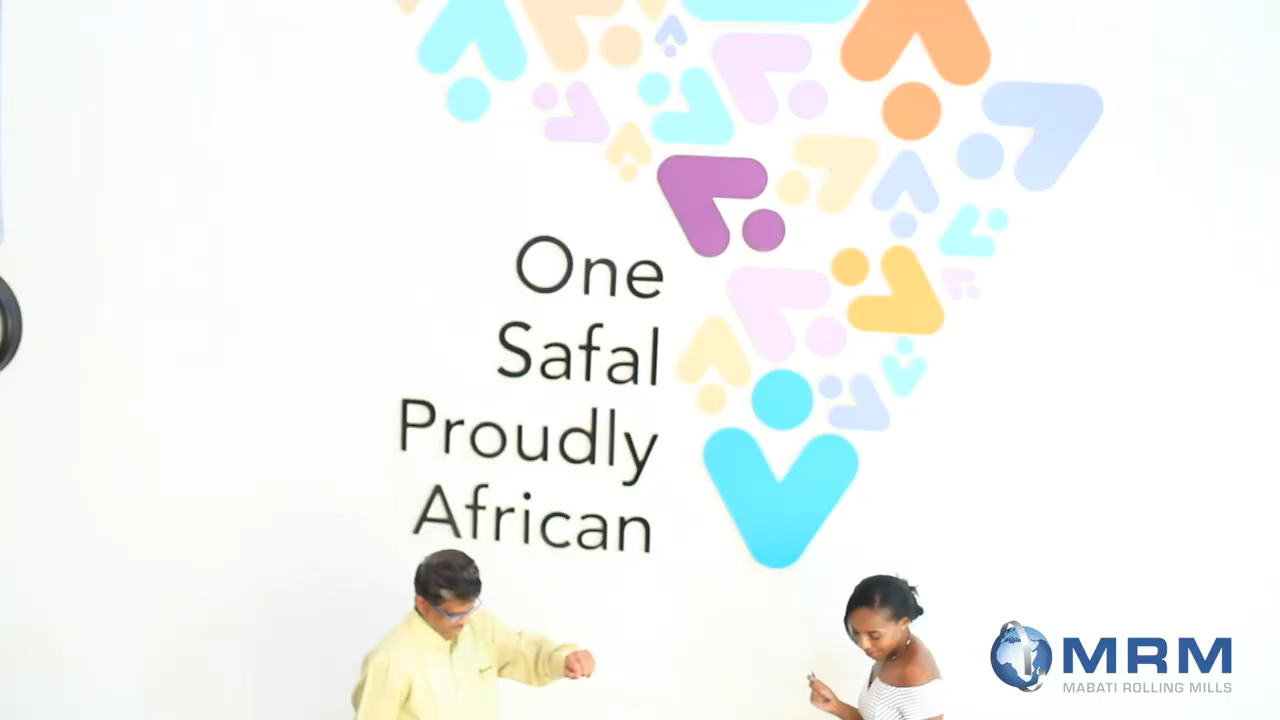 One
Safal
Proudly
African
MRM
MABATI ROLLING MILLS